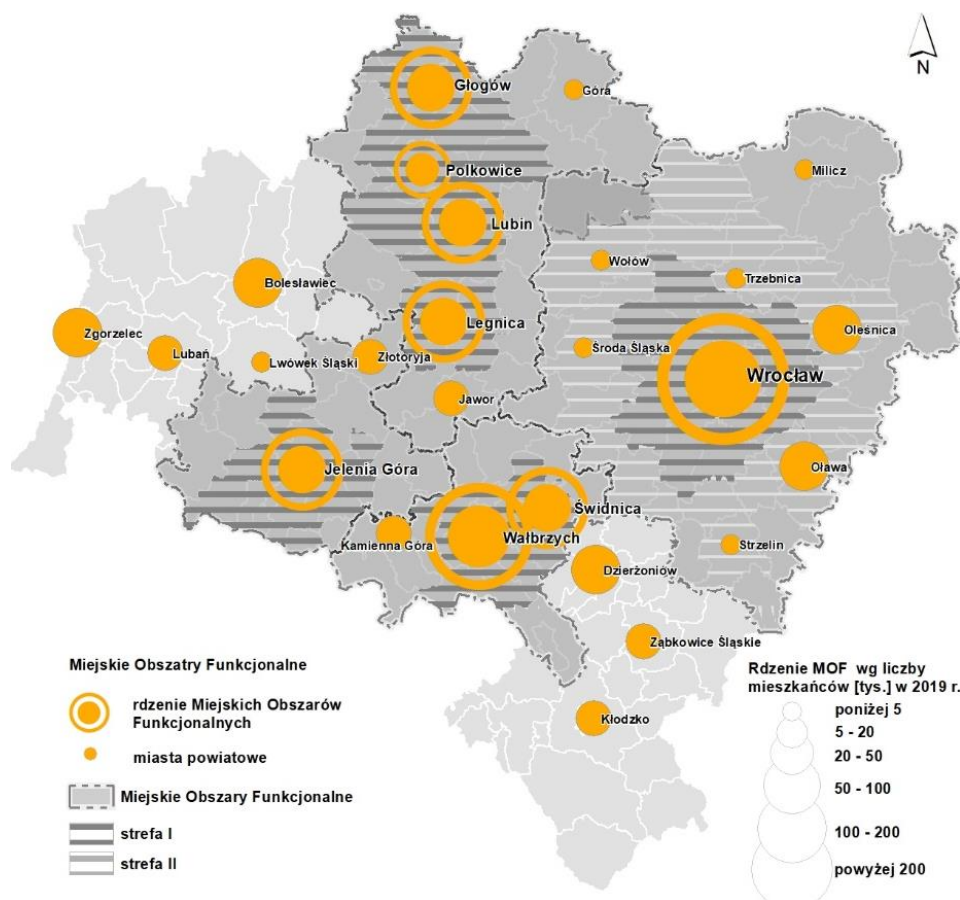 N
Głogów
Góra
Polkowice
Milicz
Lubin
Wołów
Trzebnica
Bolesławiec
Legnica
Oleśnica
Zgorzelec
Lubań
Lwówek Śląski
Złotoryja
Środa Śląska
Wrocław
Jawor
Jelenia Góra
Oława
Świdnica
Kamienna Góra
Wałbrzych
Strzelin
Dzierżoniów
Ząbkowice Śląskie
Kłodzko
Miejskie Obszatry Funkcjonalne
rdzenie Miejskich Obszarów
Funkcjonalnych
miasta powiatowe
Miejskie Obszary Funkcjonalne
strefa I
strefa II
Rdzenie MOF wg liczby
mieszkańców [tys.] w 2019 r.
poniżej 5
5 - 20
20 - 50
50 - 100
100 - 200
powyżej 200